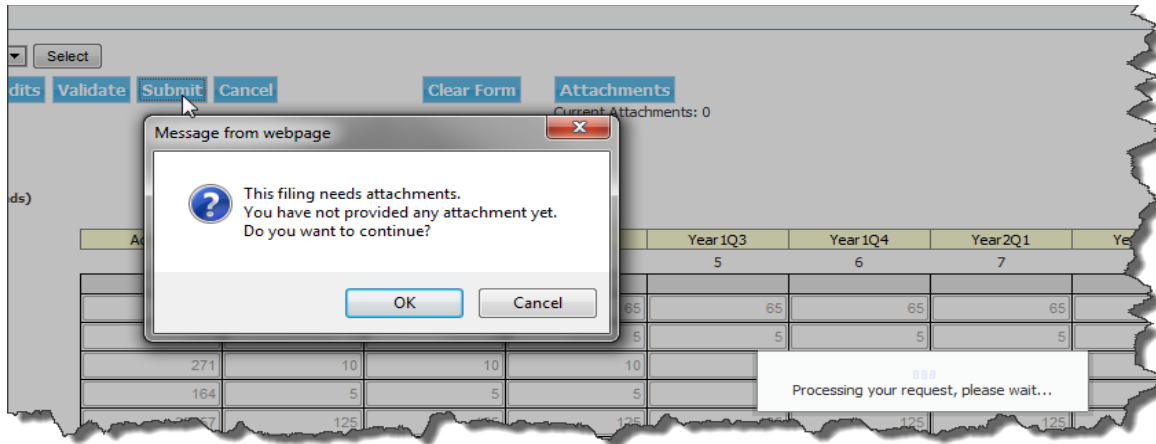 Select
dits Validate Submit Cancel Clear Form Attachments
Current Attachments: 0
Message from webpage
This filing needs attachments.
You have not provided any attachment yet.
Do you want to continue?
OK Cancel
ds)
Year1Q3 Year1Q4 Year2Q1
5 6 7
65 65 65 65
5 5 5 5
271 10 10 10
164 5 5 5
Processing your request, please wait...
125 125 125 125